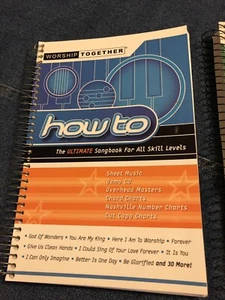 WORSHIP TOGETHER
how to
The ULTIMATE Songbook For All Skill Levels
Sheet Music
Demo CD
Overhead Masters
Chord Charts
Nashville Number Charts
Cut/Capo Charts
• God Of Wonders • You Are My King • Here I Am To Worship • Forever
• Give Us Clean Hands • I Could Sing Of Your Love Forever • It Is You
• I Can Only Imagine • Better Is One Day • Be Glorified and 30 More!